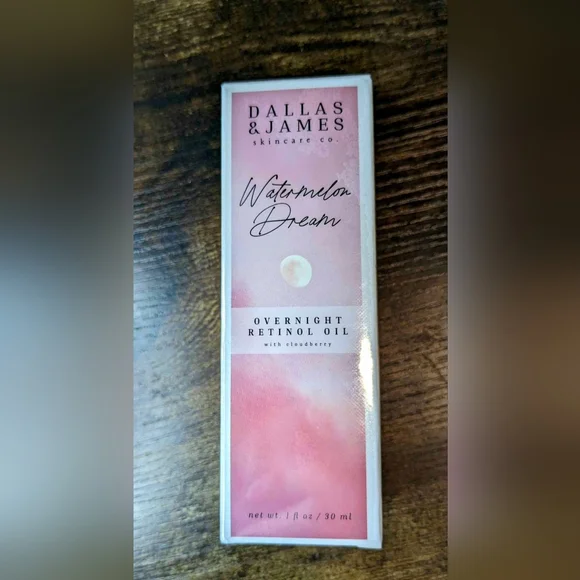 DALLAS
& JAMES
skincare co.
Watermelon
Dream
OVERNIGHT
RETINOL OIL
with cloudberry
net wt. 1 fl oz / 30 ml